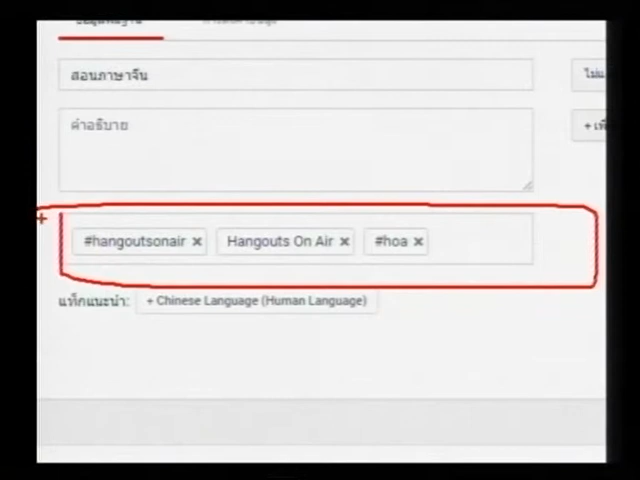 สอนภาษาจีน
คำอธิบาย
#hangoutsonair × Hangouts On Air × #hoa ×
แท็กแนะนำ: + Chinese Language (Human Language)